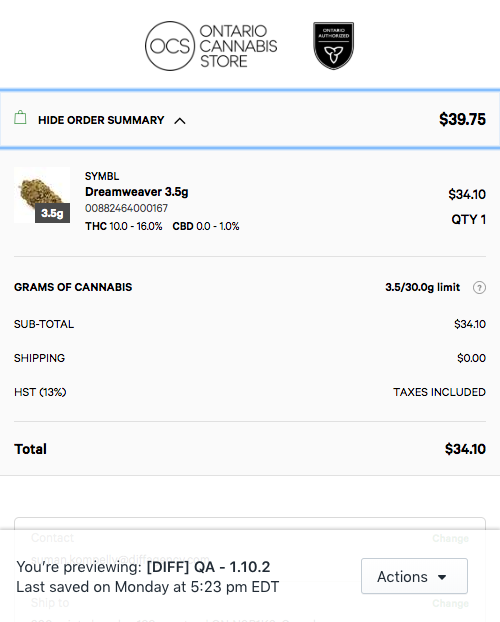 OCS ONTARIO
CANNABIS
STORE
ONTARIO
AUTHORIZED
HIDE ORDER SUMMARY
$39.75
SYMBL
Dreamweaver 3.5g
$34.10
00882464000167
QTY 1
3.5g
THC 10.0 - 16.0% CBD 0.0 - 1.0%
GRAMS OF CANNABIS
3.5/30.0g limit ?
SUB-TOTAL
$34.10
SHIPPING
$0.00
HST (13%)
TAXES INCLUDED
Total
$34.10
Contact
Change
You're previewing: [DIFF] QA - 1.10.2
Last saved on Monday at 5:23 pm EDT
Actions
Ship to
Change